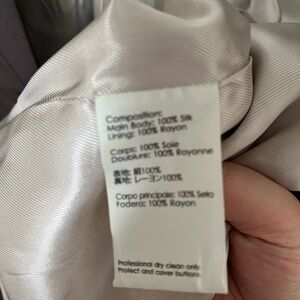 Composition:
Main Body: 100% Silk
Lining: 100% Rayon
Corps: 100% Soie
Doublure: 100% Rayonne
表地: 絹100%
裏地: レーヨン100%
Corpo principale: 100% Seta
Fodera: 100% Rayon
Professional dry clean only.
Protect and cover buttons.